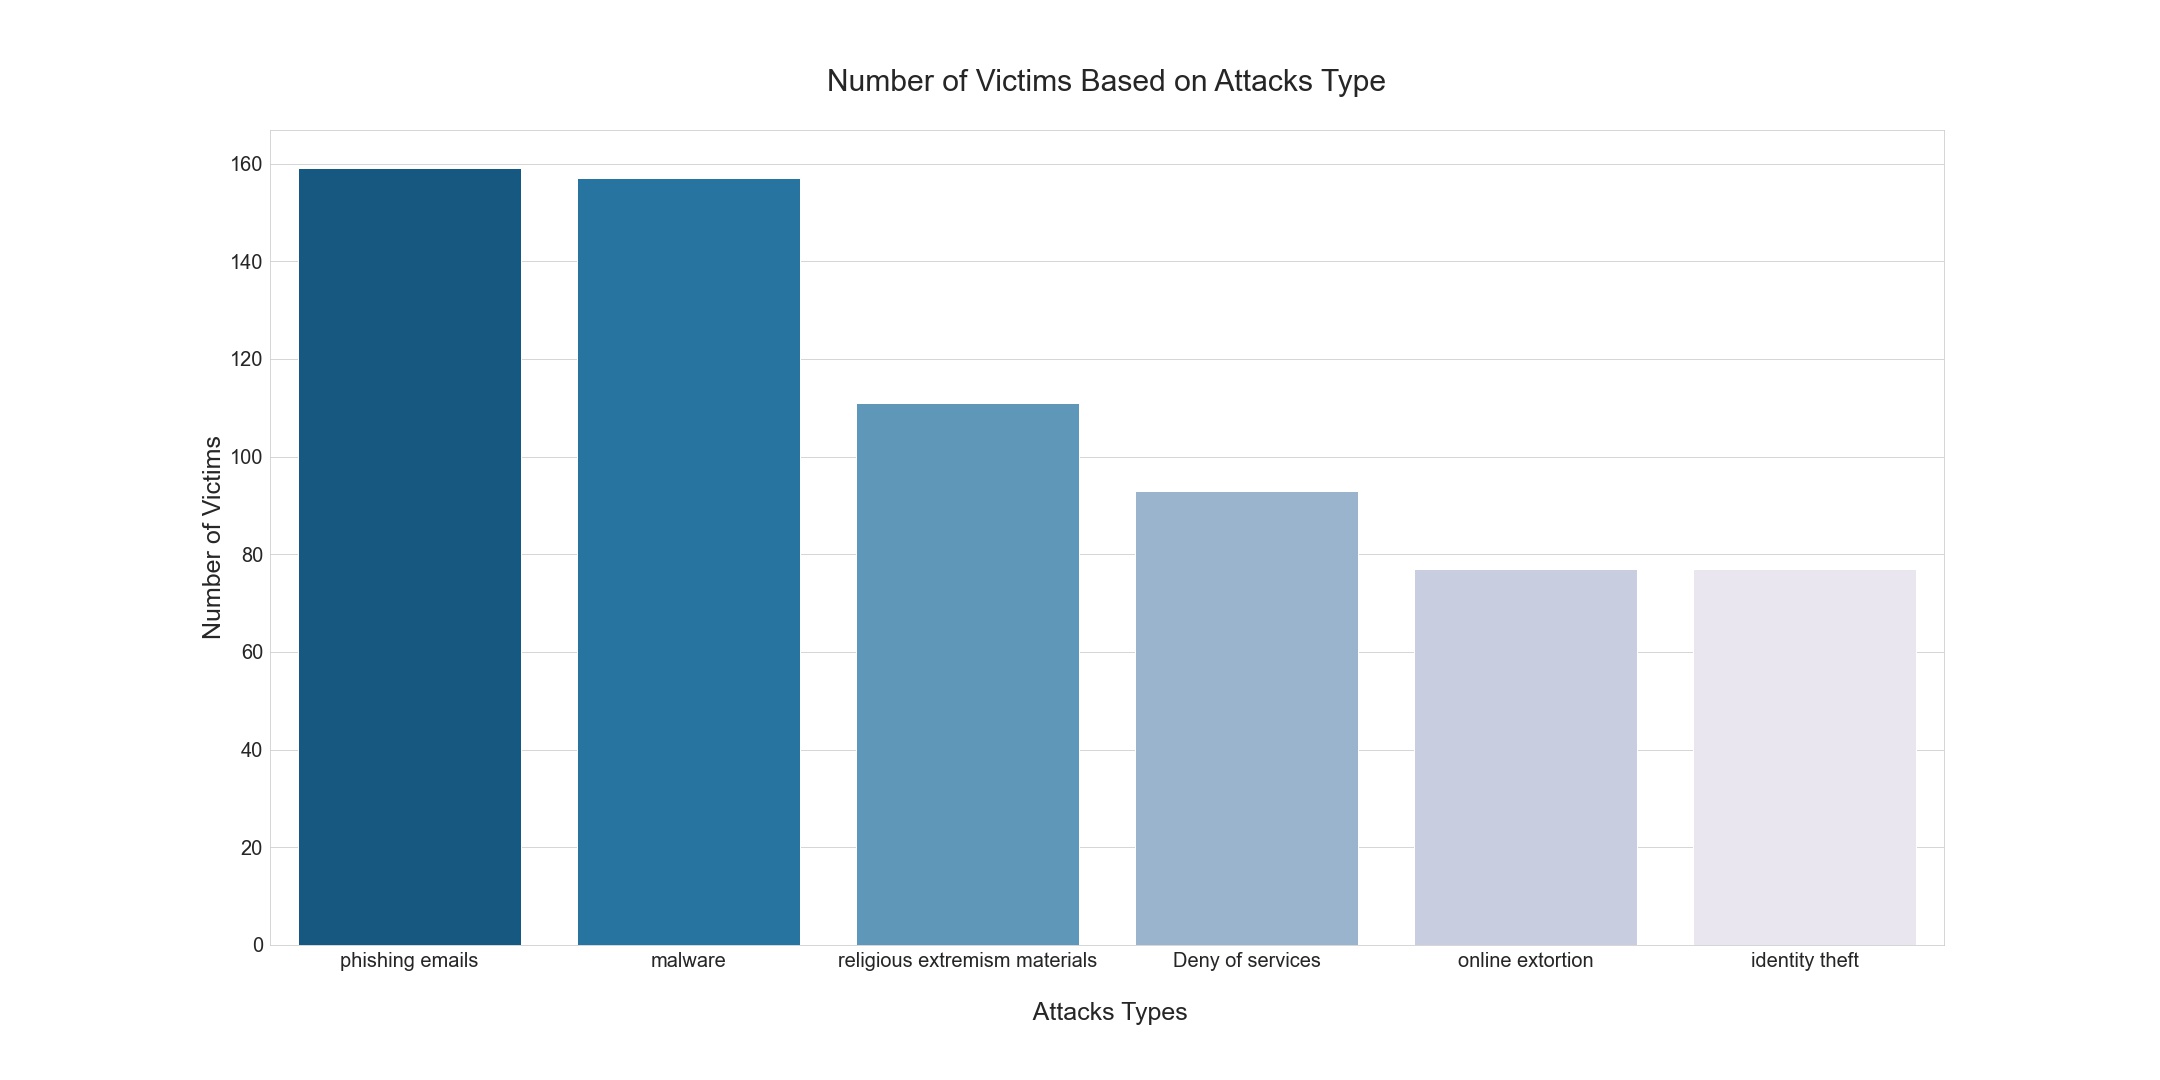 Number of Victims Based on Attacks Type
Number of Victims
160
140
120
100
80
60
40
20
0
phishing emails
malware
religious extremism materials
Deny of services
online extortion
identity theft
Attacks Types